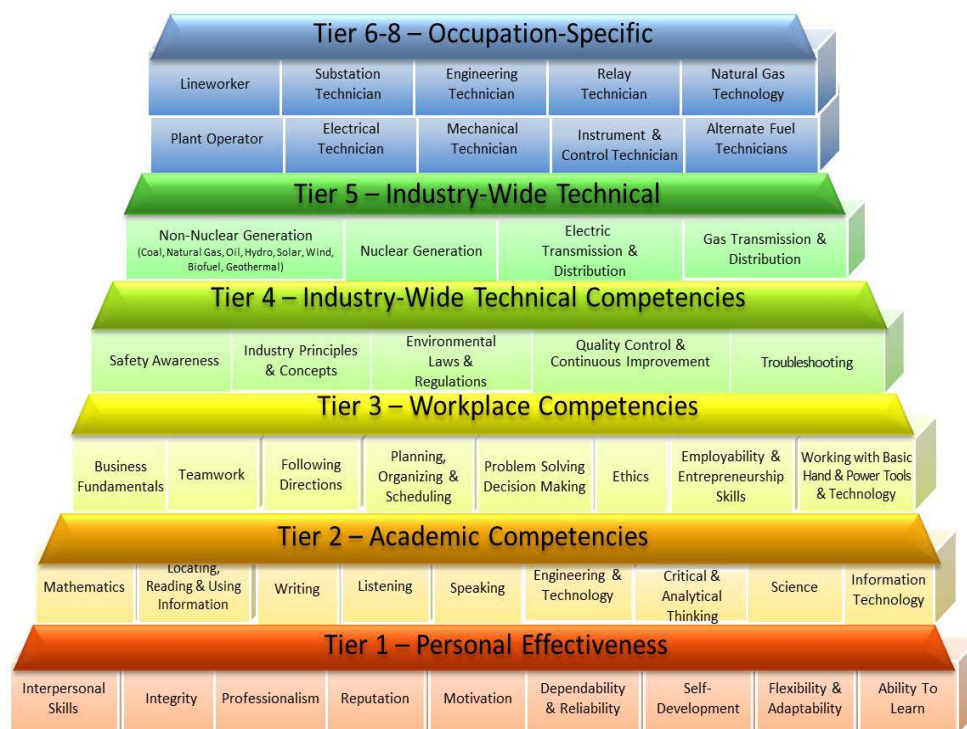 Tier 6-8 – Occupation-Specific
Lineworker
Substation
Technician
Engineering
Technician
Relay
Technician
Natural Gas
Technology
Plant Operator
Electrical
Technician
Mechanical
Technician
Instrument &
Control Technician
Alternate Fuel
Technicians
Tier 5 – Industry-Wide Technical
Non-Nuclear Generation
(Coal, Natural Gas, Oil, Hydro, Solar, Wind,
Biofuel, Geothermal)
Nuclear Generation
Electric
Transmission &
Distribution
Gas Transmission &
Distribution
Tier 4 – Industry-Wide Technical Competencies
Safety Awareness
Industry Principles
& Concepts
Environmental
Laws &
Regulations
Quality Control &
Continuous Improvement
Troubleshooting
Tier 3 – Workplace Competencies
Business
Fundamentals
Teamwork
Following
Directions
Planning,
Organizing &
Scheduling
Problem Solving
Decision Making
Ethics
Employability &
Entrepreneurship
Skills
Working with Basic
Hand & Power Tools
& Technology
Tier 2 – Academic Competencies
Mathematics
Locating,
Reading & Using
Information
Writing
Listening
Speaking
Engineering &
Technology
Critical &
Analytical
Thinking
Science
Information
Technology
Tier 1 – Personal Effectiveness
Interpersonal
Skills
Integrity
Professionalism
Reputation
Motivation
Dependability
& Reliability
Self-
Development
Flexibility &
Adaptability
Ability To
Learn